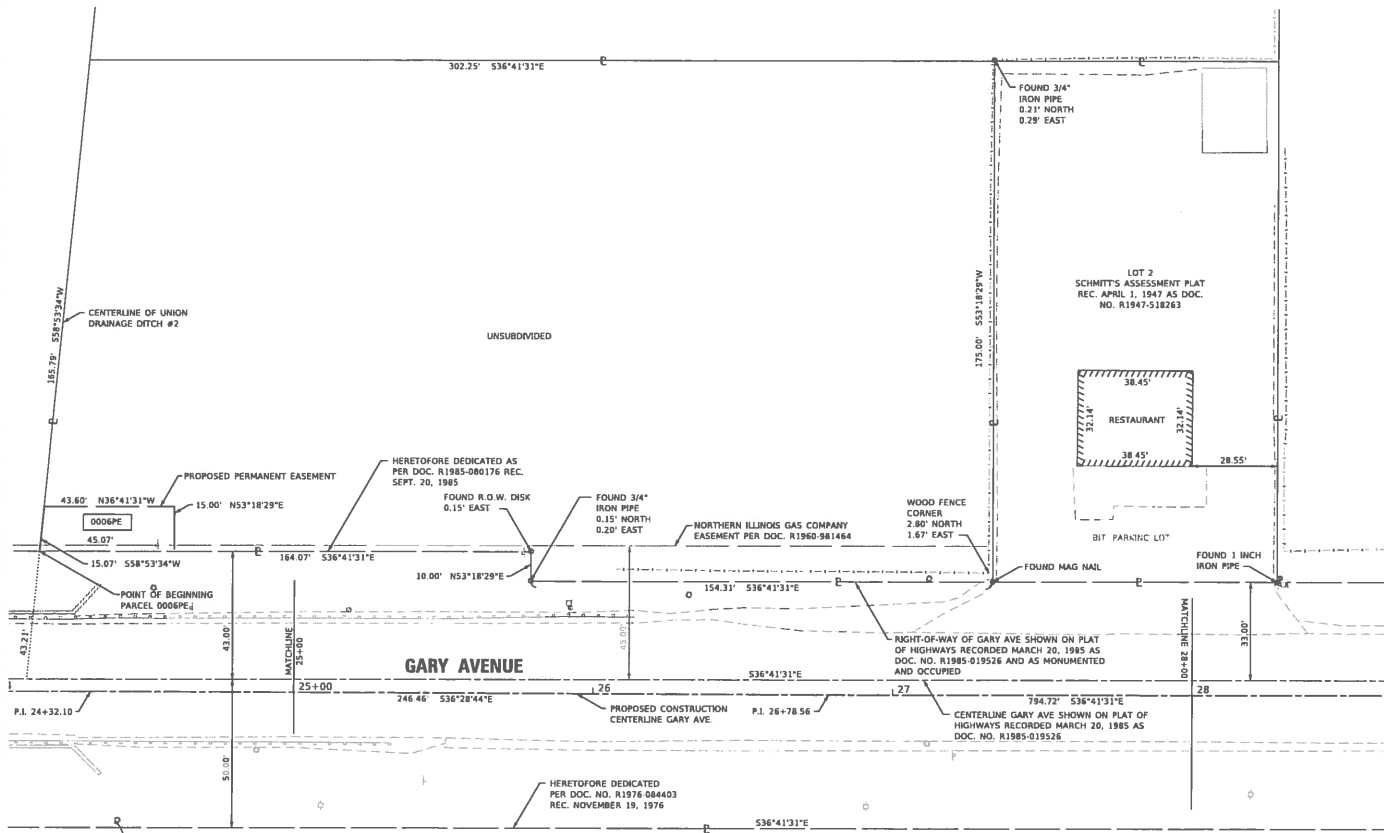 302.25' S36°41'31"E
FOUND 3/4"
IRON PIPE
0.21' NORTH
0.29' EAST
CENTERLINE OF UNION
DRAINAGE DITCH #2
165.79' S58°53'34"W
UNSUBDIVIDED
175.00' S53°18'29"W
LOT 2
SCHMITT'S ASSESSMENT PLAT
REC. APRIL 1, 1947 AS DOC.
NO. R1947-518263
38.45'
32.14'
RESTAURANT
32.14'
38.45'
28.55'
BIT PARKING LOT
PROPOSED PERMANENT EASEMENT
43.60' N36°41'31"W
15.00' N53°18'29"E
0006PE
45.07'
15.07' S58°53'34"W
POINT OF BEGINNING
PARCEL 0006PE
HERETOFORE DEDICATED AS
PER DOC. R1985-080176 REC.
SEPT. 20, 1985
FOUND R.O.W. DISK
0.15' EAST
FOUND 3/4"
IRON PIPE
0.15' NORTH
0.20' EAST
164.07' S36°41'31"E
10.00' N53°18'29"E
NORTHERN ILLINOIS GAS COMPANY
EASEMENT PER DOC. R1960-981464
WOOD FENCE
CORNER
2.80' NORTH
1.67' EAST
FOUND MAG NAIL
FOUND 1 INCH
IRON PIPE
154.31' S36°41'31"E
43.21'
43.00'
MATCHLINE
25+00
45.00'
RIGHT-OF-WAY OF GARY AVE SHOWN ON PLAT
OF HIGHWAYS RECORDED MARCH 20, 1985 AS
DOC. NO. R1985-019526 AND AS MONUMENTED
AND OCCUPIED
MATCHLINE 28+00
33.00'
GARY AVENUE
S36°41'31"E
25+00
26
27
28
P.I. 24+32.10
246.46' S36°28'44"E
PROPOSED CONSTRUCTION
CENTERLINE GARY AVE.
P.I. 26+78.56
794.72' S36°41'31"E
CENTERLINE GARY AVE SHOWN ON PLAT OF
HIGHWAYS RECORDED MARCH 20, 1985 AS
DOC. NO. R1985-019526
50.00'
HERETOFORE DEDICATED
PER DOC. NO. R1976-084403
REC. NOVEMBER 19, 1976
S36°41'31"E